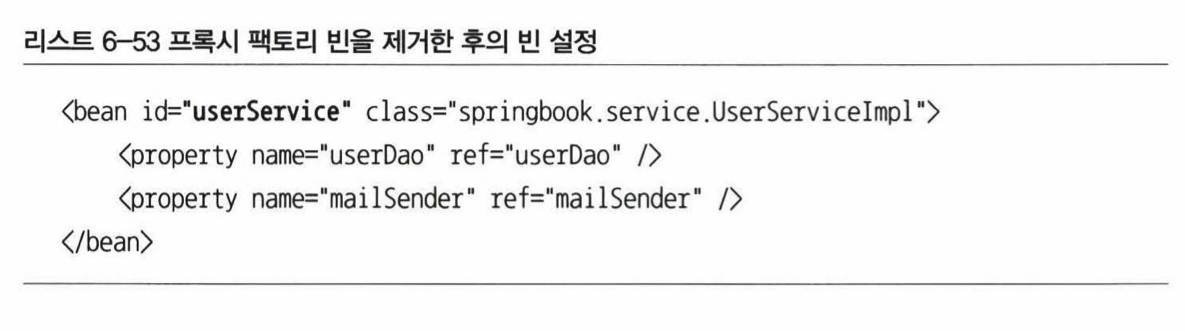 리스트 6-53 프록시 팩토리 빈을 제거한 후의 빈 설정
<bean id="userService" class="springbook.service.UserServiceImpl">
<property name="userDao" ref="userDao" />
<property name="mailSender" ref="mailSender" />
</bean>